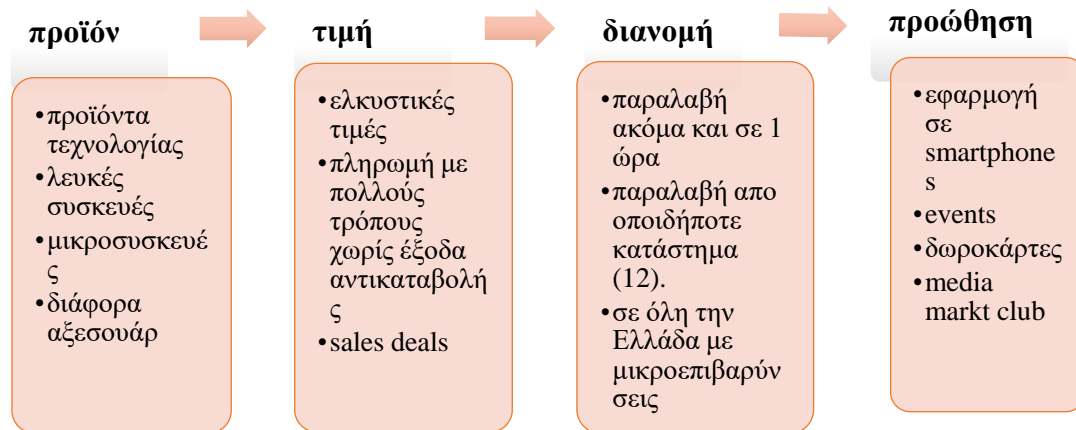 προϊόν
•προϊόντα
τεχνολογίας
•λευκές
συσκευές
•μικροσυσκευέ
ς
•διάφορα
αξεσουάρ
τιμή
•ελκυστικές
τιμές
•πληρωμή με
πολλούς
τρόπους
χωρίς έξοδα
αντικαταβολή
ς
•sales deals
διανομή
•παραλαβή
ακόμα και σε 1
ώρα
•παραλαβή απο
οποιδήποτε
κατάστημα
(12).
•σε όλη την
Ελλάδα με
μικροεπιβαρύν
σεις
προώθηση
•εφαρμογή
σε
smartphone
s
•events
•δωροκάρτες
•media
markt club